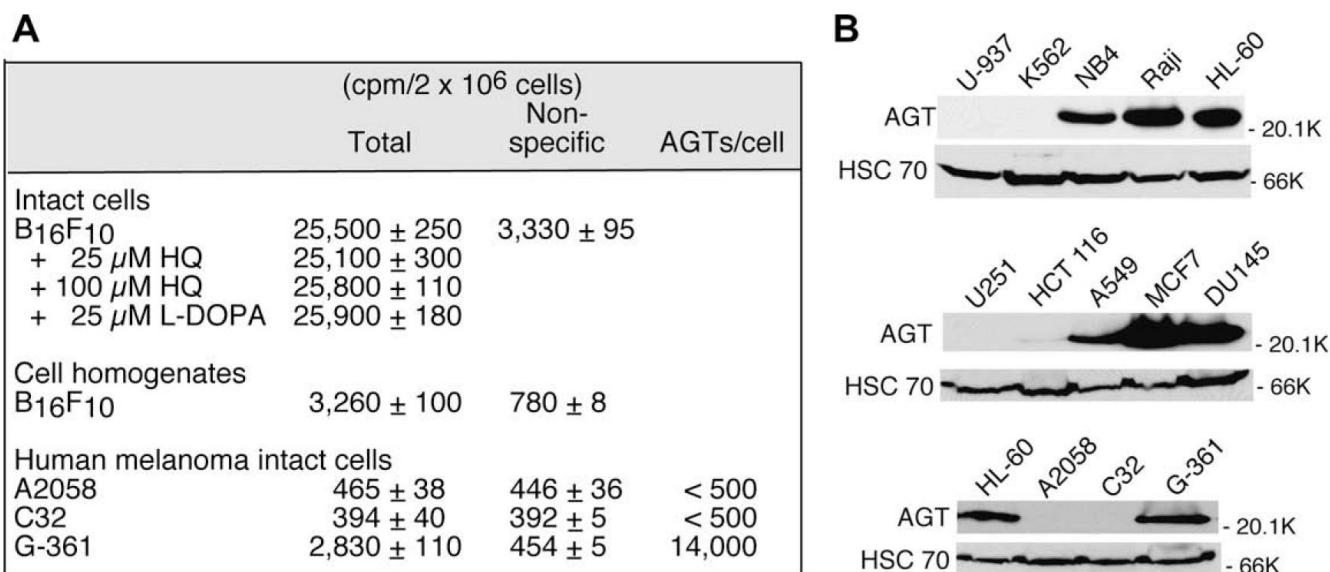 A
(cpm/2 x 10⁶ cells)
Non-
Total specific AGTs/cell
Intact cells
B₁₆F₁₀ 25,500 ± 250 3,330 ± 95
+ 25 µM HQ 25,100 ± 300
+ 100 µM HQ 25,800 ± 110
+ 25 µM L-DOPA 25,900 ± 180
Cell homogenates
B₁₆F₁₀ 3,260 ± 100 780 ± 8
Human melanoma intact cells
A2058 465 ± 38 446 ± 36 < 500
C32 394 ± 40 392 ± 5 < 500
G-361 2,830 ± 110 454 ± 5 14,000
B
U-937 K562 NB4 Raji HL-60
AGT - 20.1K
HSC 70 - 66K
U251 HCT 116 A549 MCF7 DU145
AGT - 20.1K
HSC 70 - 66K
HL-60 A2058 C32 G-361
AGT - 20.1K
HSC 70 - 66K